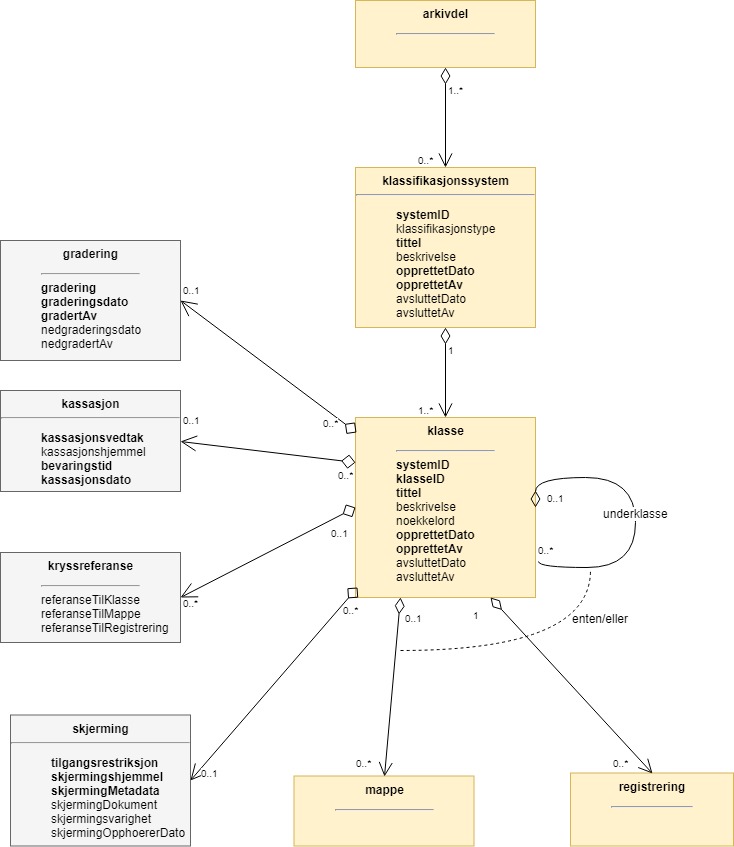 arkivdel
1..*
0..*
klassifikasjonssystem
systemID
klassifikasjonstype
tittel
beskrivelse
opprettetDato
opprettetAv
avsluttetDato
avsluttetAv
1
1..*
gradering
gradering
graderingsdato
gradertAv
nedgraderingsdato
nedgradertAv
0..1
0..*
kassasjon
kassasjonsvedtak
kassasjonshjemmel
bevaringstid
kassasjonsdato
0..1
0..*
klasse
systemID
klasseID
tittel
beskrivelse
noekkelord
opprettetDato
opprettetAv
avsluttetDato
avsluttetAv
0..1
underklasse
0..*
kryssreferanse
referanseTilKlasse
referanseTilMappe
referanseTilRegistrering
0..1
0..*
0..*
0..1
1
enten/eller
skjerming
tilgangsrestriksjon
skjermingshjemmel
skjermingMetadata
skjermingDokument
skjermingsvarighet
skjermingOpphoererDato
0..1
0..*
mappe
0..*
registrering